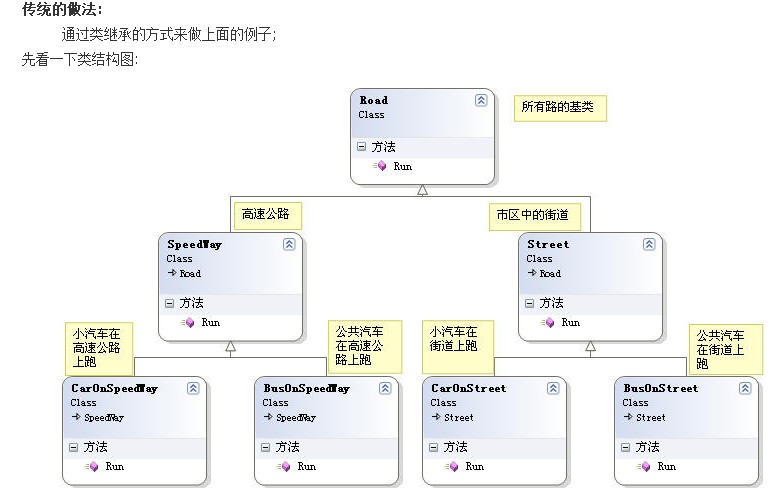 传统的做法:
通过类继承的方式来做上面的例子;
先看一下类结构图:
Road
Class
方法
Run
所有路的基类
高速公路
市区中的街道
SpeedWay
Class
Road
方法
Run
Street
Class
Road
方法
Run
小汽车在
高速公路
上跑
公共汽车
在高速公
路上跑
小汽车在
街道上跑
公共汽车
在街道上
跑
CarOnSpeedWay
Class
SpeedWay
方法
Run
BusOnSpeedWay
Class
SpeedWay
方法
Run
CarOnStreet
Class
Street
方法
Run
BusOnStreet
Class
Street
方法
Run